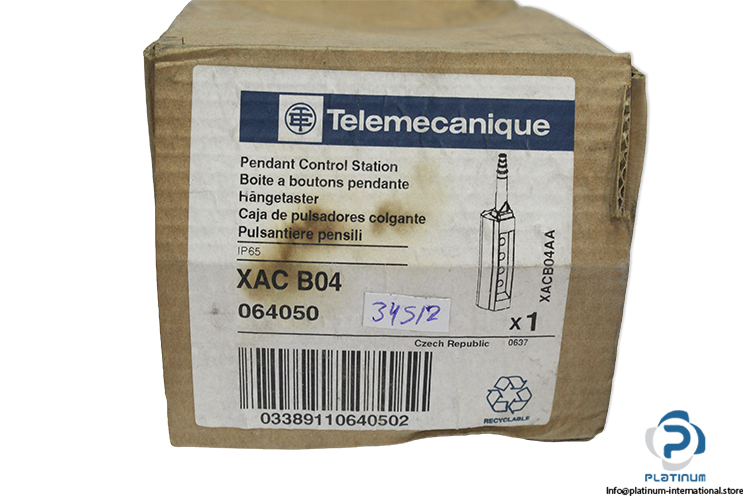 Telemecanique
Pendant Control Station
Boite a boutons pendante
Hängetaster
Caja de pulsadores colgante
Pulsantiere pensili
IP65
XAC B04
064050
34512
XACB04AA
x 1
Czech Republic 0637
03389110640502
RECYCLABLE
PLATINUM
Info@platinum-international.store